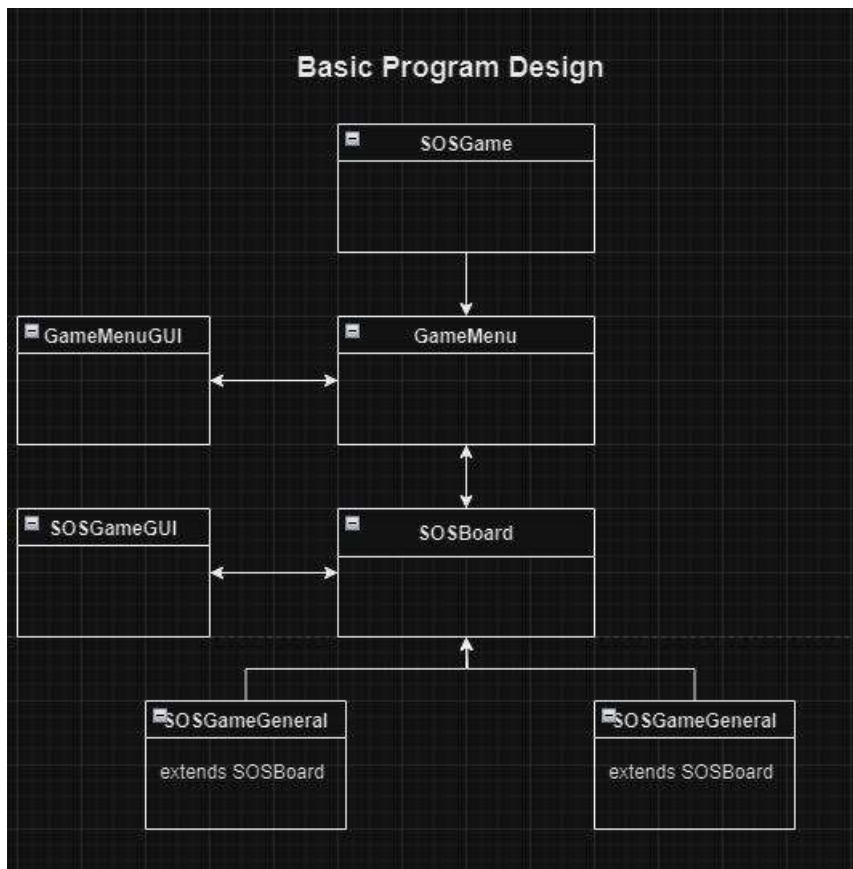 Basic Program Design
SOSGame
GameMenuGUI
GameMenu
SOSGameGUI
SOSBoard
SOSGameGeneral
extends SOSBoard
SOSGameGeneral
extends SOSBoard